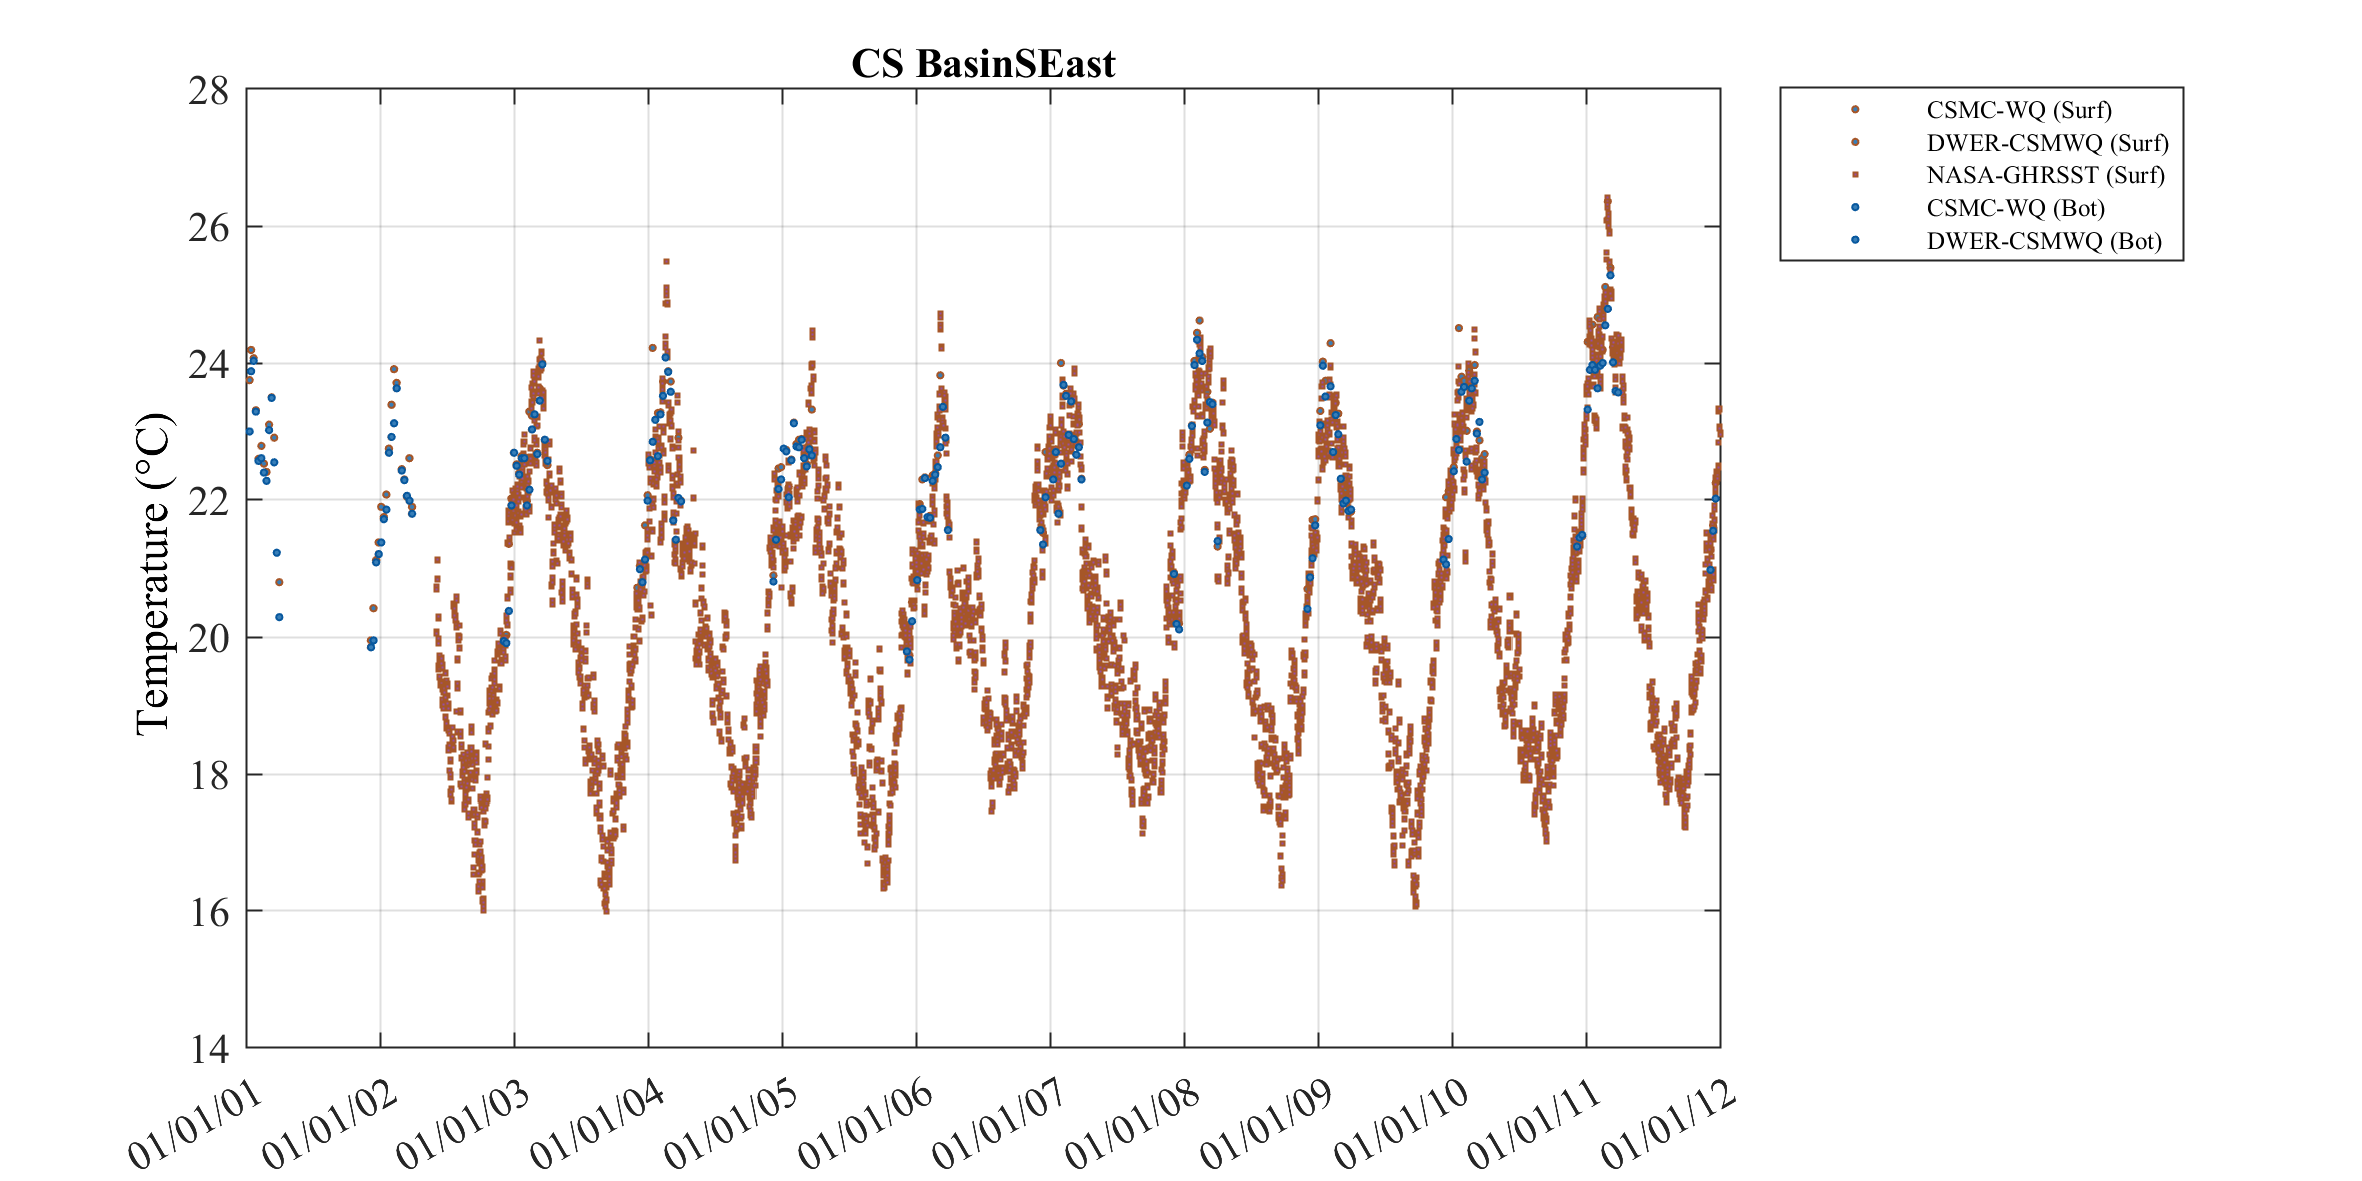 CS BasinSEast
28
26
24
22
20
18
16
14
Temperature (°C)
01/01/01
01/01/02
01/01/03
01/01/04
01/01/05
01/01/06
01/01/07
01/01/08
01/01/09
01/01/10
01/01/11
01/01/12
CSMC-WQ (Surf)
DWER-CSMWQ (Surf)
NASA-GHRSST (Surf)
CSMC-WQ (Bot)
DWER-CSMWQ (Bot)